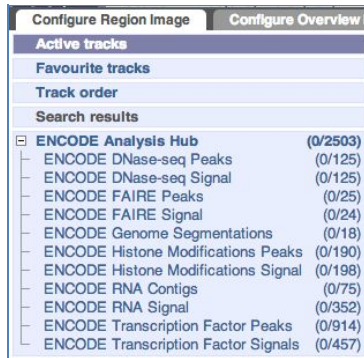 Configure Region Image Configure Overview
Active tracks
Favourite tracks
Track order
Search results
ENCODE Analysis Hub (0/2503)
ENCODE DNase-seq Peaks (0/125)
ENCODE DNase-seq Signal (0/125)
ENCODE FAIRE Peaks (0/25)
ENCODE FAIRE Signal (0/24)
ENCODE Genome Segmentations (0/18)
ENCODE Histone Modifications Peaks (0/190)
ENCODE Histone Modifications Signal (0/198)
ENCODE RNA Contigs (0/75)
ENCODE RNA Signal (0/352)
ENCODE Transcription Factor Peaks (0/914)
ENCODE Transcription Factor Signals (0/457)